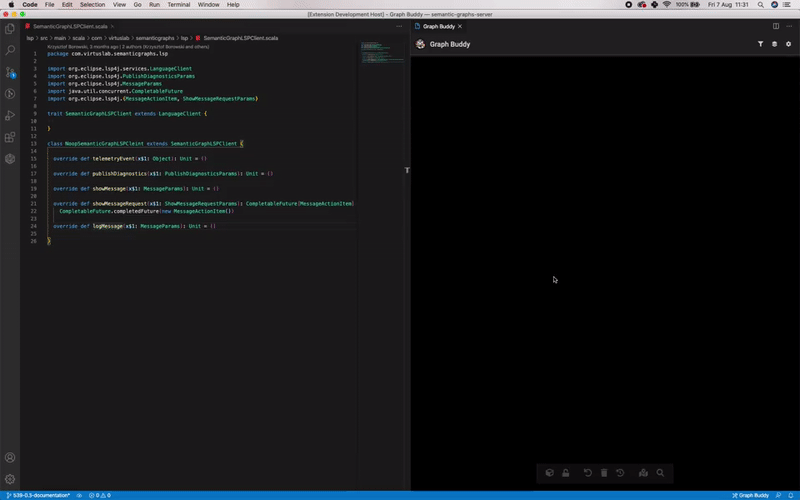 Code File Edit Selection View Go Run Terminal Window Help 100% Fri 7 Aug 11:31
[Extension Development Host] - Graph Buddy — semantic-graphs-server
SemanticGraphLSPClient.scala
lsp > src > main > scala > com > virtuslab > semanticgraphs > lsp > SemanticGraphLSPClient.scala
Krzysztof Borowski, 3 months ago | 2 authors (Krzysztof Borowski and others)
1 package com.virtuslab.semanticgraphs.lsp
2
3 import org.eclipse.lsp4j.services.LanguageClient
4 import org.eclipse.lsp4j.PublishDiagnosticsParams
5 import org.eclipse.lsp4j.MessageParams
6 import java.util.concurrent.CompletableFuture
7 import org.eclipse.lsp4j.{MessageActionItem, ShowMessageRequestParams}
8
9 trait SemanticGraphLSPClient extends LanguageClient {
10
11 }
12
13 class NoopSemanticGraphLSPCleint extends SemanticGraphLSPClient {
14
15 override def telemetryEvent(x$1: Object): Unit = ()
16
17 override def publishDiagnostics(x$1: PublishDiagnosticsParams): Unit = ()
18
19 override def showMessage(x$1: MessageParams): Unit = ()
20
21 override def showMessageRequest(x$1: ShowMessageRequestParams): CompletableFuture[MessageActionItem]
22 CompletableFuture.completedFuture(new MessageActionItem())
23
24 override def logMessage(x$1: MessageParams): Unit = ()
25
26 }
Graph Buddy
Graph Buddy
b39-0.3-documentation* 0 0 Graph Buddy